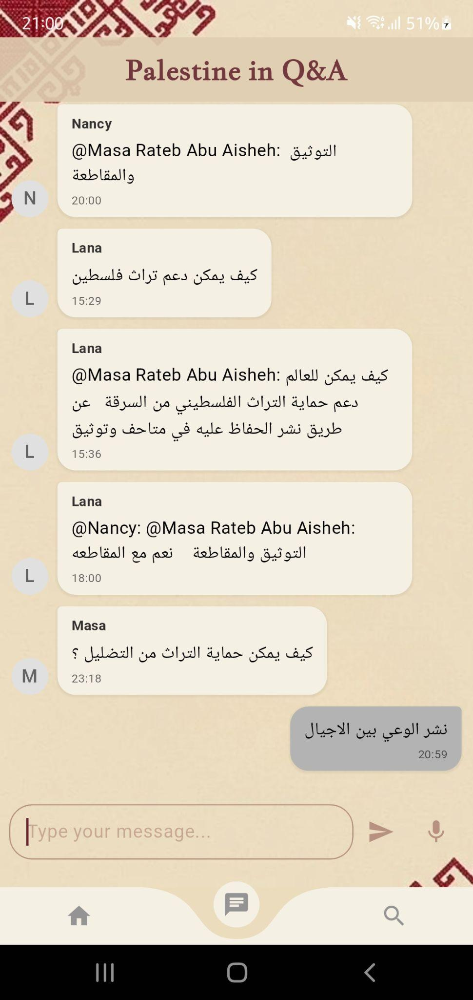 21:00
51%
Palestine in Q&A
Nancy
@Masa Rateb Abu Aisheh: التوثيق
والمقاطعة
N
20:00
Lana
كيف يمكن دعم تراث فلسطين
L
15:29
Lana
@Masa Rateb Abu Aisheh: كيف يمكن للعالم
دعم حماية التراث الفلسطيني من السرقة عن
طريق نشر الحفاظ عليه في متاحف وتوثيق
L
15:36
Lana
@Nancy: @Masa Rateb Abu Aisheh:
التوثيق والمقاطعة نعم مع المقاطعه
L
18:00
Masa
كيف يمكن حماية التراث من التضليل ؟
M
23:18
نشر الوعي بين الاجيال
20:59
Type your message...